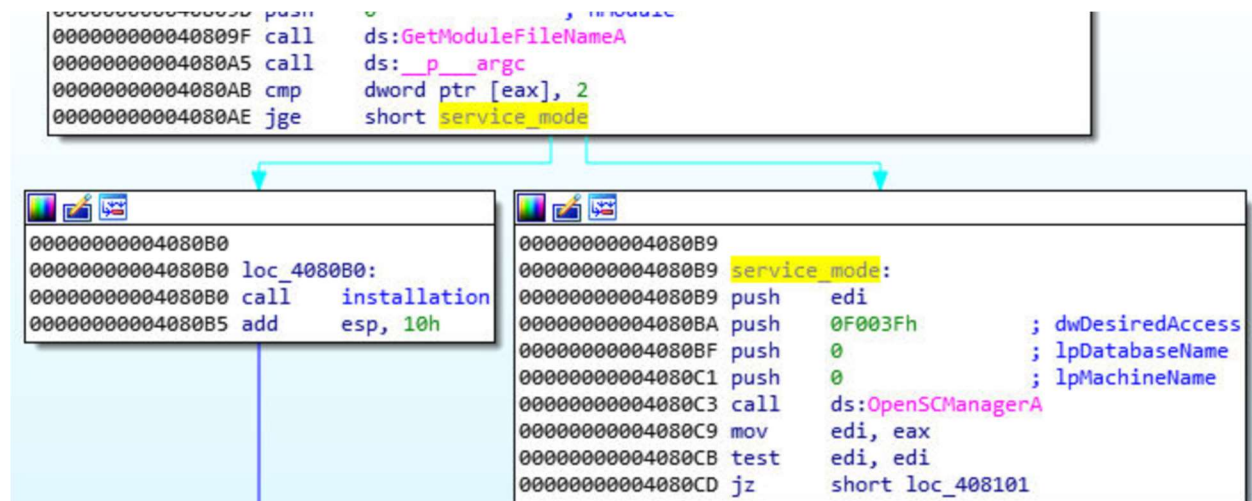 000000000040809F call ds:GetModuleFileNameA
00000000004080A5 call ds:__p___argc
00000000004080AB cmp dword ptr [eax], 2
00000000004080AE jge short service_mode
00000000004080B0
00000000004080B0 loc_4080B0:
00000000004080B0 call installation
00000000004080B5 add esp, 10h
00000000004080B9
00000000004080B9 service_mode:
00000000004080B9 push edi
00000000004080BA push 0F003Fh ; dwDesiredAccess
00000000004080BF push 0 ; lpDatabaseName
00000000004080C1 push 0 ; lpMachineName
00000000004080C3 call ds:OpenSCManagerA
00000000004080C9 mov edi, eax
00000000004080CB test edi, edi
00000000004080CD jz short loc_408101